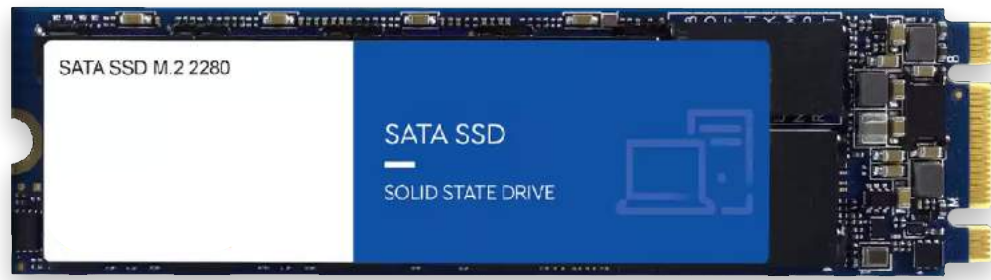 SATA SSD M.2 2280
SATA SSD
SOLID STATE DRIVE
B
M